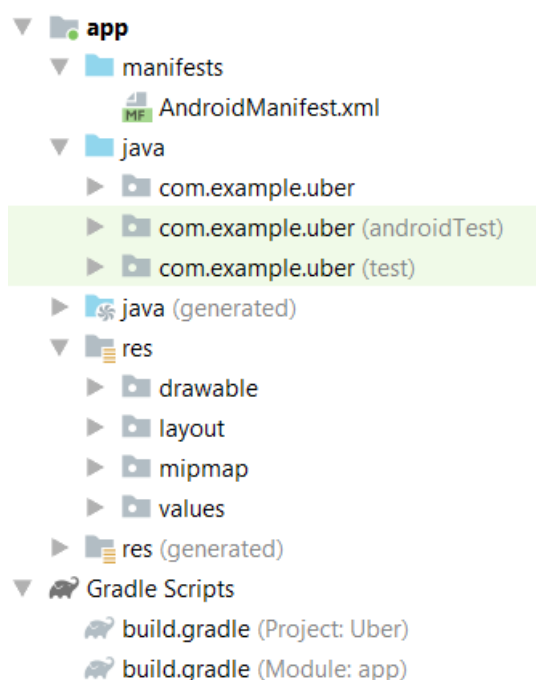 app
manifests
MF AndroidManifest.xml
java
com.example.uber
com.example.uber (androidTest)
com.example.uber (test)
java (generated)
res
drawable
layout
mipmap
values
res (generated)
Gradle Scripts
build.gradle (Project: Uber)
build.gradle (Module: app)